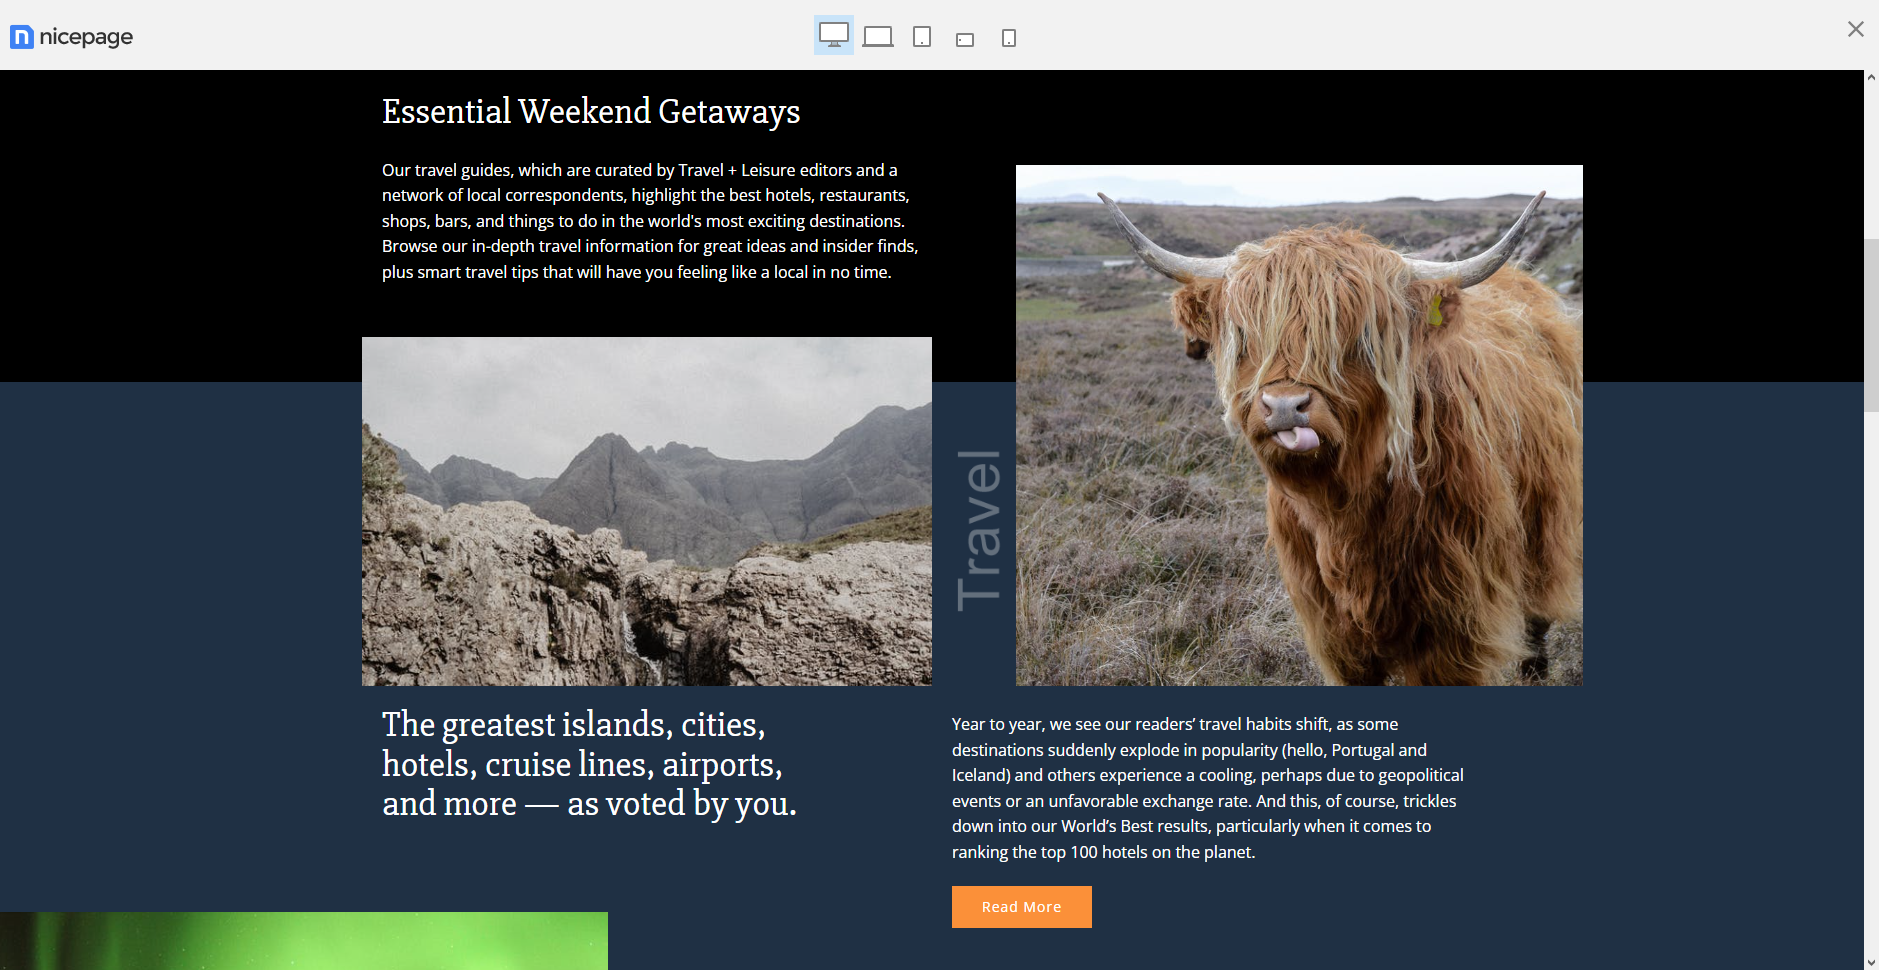 nicepage
Essential Weekend Getaways
Our travel guides, which are curated by Travel + Leisure editors and a
network of local correspondents, highlight the best hotels, restaurants,
shops, bars, and things to do in the world's most exciting destinations.
Browse our in-depth travel information for great ideas and insider finds,
plus smart travel tips that will have you feeling like a local in no time.
Travel
The greatest islands, cities,
hotels, cruise lines, airports,
and more — as voted by you.
Year to year, we see our readers’ travel habits shift, as some
destinations suddenly explode in popularity (hello, Portugal and
Iceland) and others experience a cooling, perhaps due to geopolitical
events or an unfavorable exchange rate. And this, of course, trickles
down into our World’s Best results, particularly when it comes to
ranking the top 100 hotels on the planet.
Read More